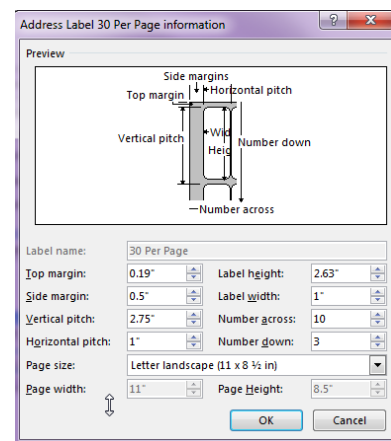 Address Label 30 Per Page information
Preview
Side margins
Top margin
Horizontal pitch
Vertical pitch
Wid
Heig
Number down
Number across
Label name: 30 Per Page
Top margin: 0.19" Label height: 2.63"
Side margin: 0.5" Label width: 1"
Vertical pitch: 2.75" Number across: 10
Horizontal pitch: 1" Number down: 3
Page size: Letter landscape (11 x 8 ½ in)
Page width: 11" Page Height: 8.5"
OK Cancel